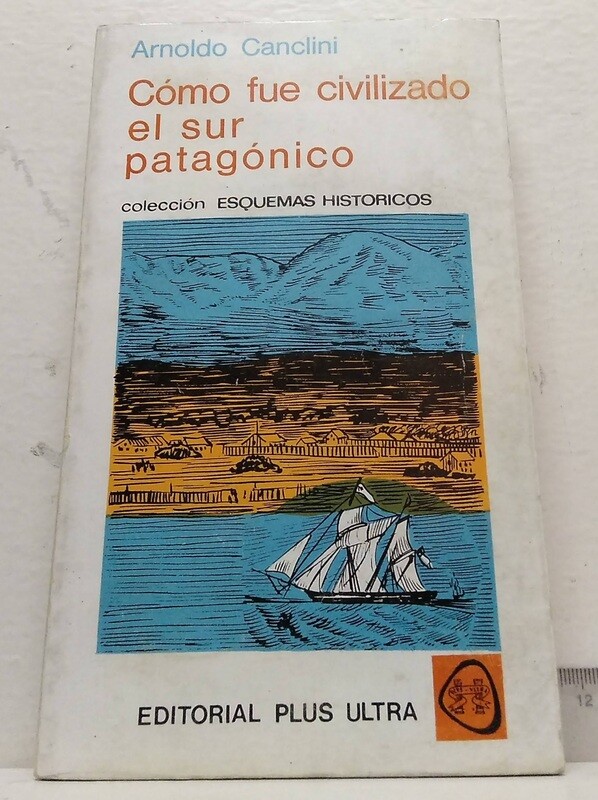 Arnoldo Canclini
Cómo fue civilizado
el sur
patagónico
colección ESQUEMAS HISTORICOS
EDITORIAL PLUS ULTRA
12